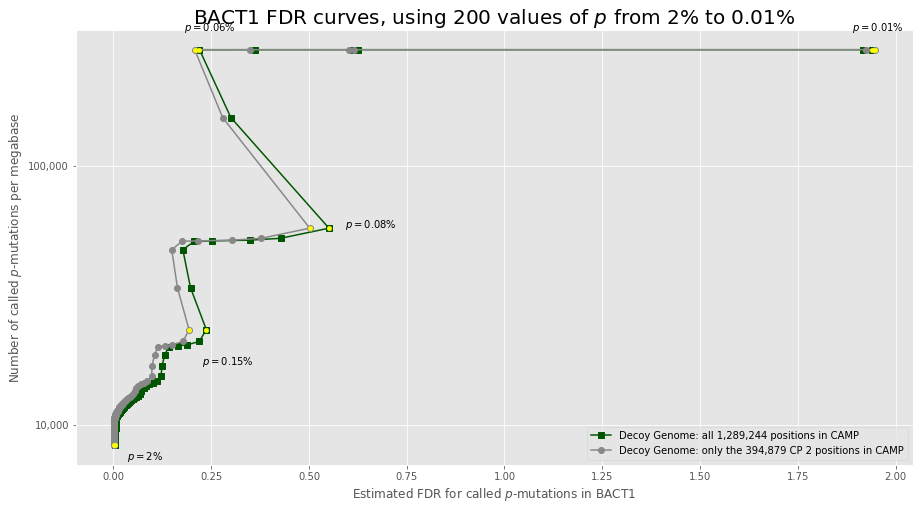 BACT1 FDR curves, using 200 values of p from 2% to 0.01%
p = 0.06%
p = 0.01%
100,000
p = 0.08%
Number of called p-mutations per megabase
p = 0.15%
10,000
Decoy Genome: all 1,289,244 positions in CAMP
Decoy Genome: only the 394,879 CP 2 positions in CAMP
p = 2%
0.00 0.25 0.50 0.75 1.00 1.25 1.50 1.75 2.00
Estimated FDR for called p-mutations in BACT1